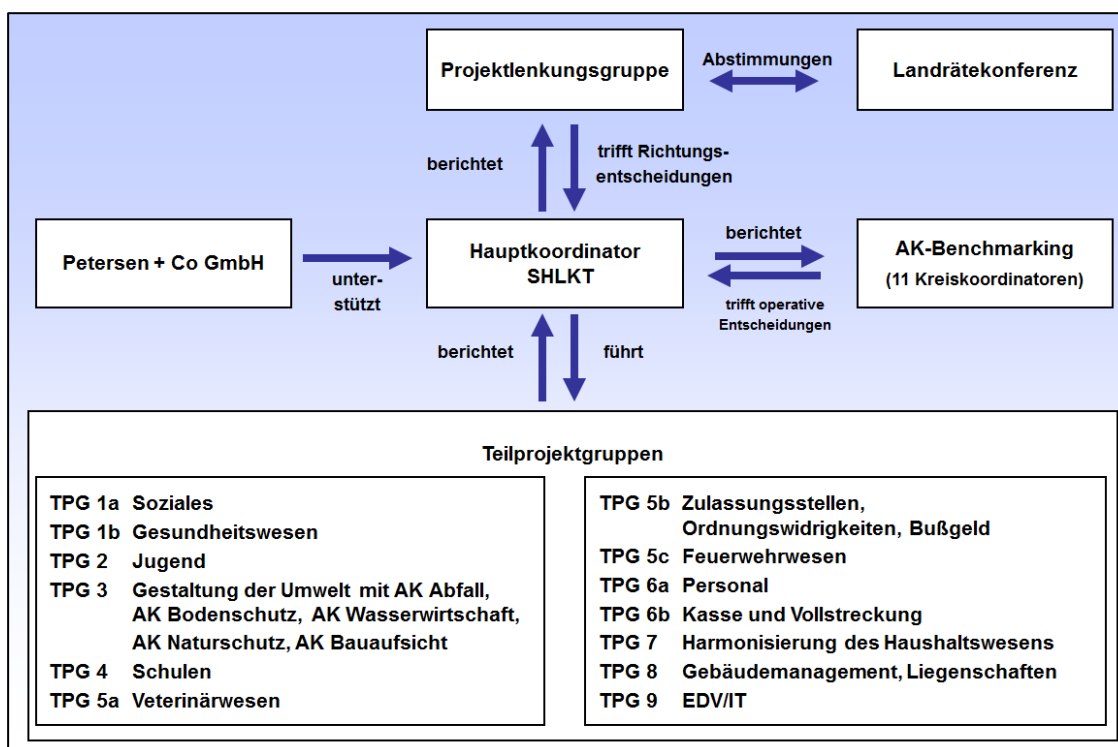 Projektlenkungsgruppe
Abstimmungen
Landrätekonferenz
berichtet
trifft Richtungs-
entscheidungen
Petersen + Co GmbH
unter-
stützt
Hauptkoordinator
SHLKT
berichtet
trifft operative
Entscheidungen
AK-Benchmarking
(11 Kreiskoordinatoren)
berichtet
führt
Teilprojektgruppen
TPG 1a Soziales
TPG 1b Gesundheitswesen
TPG 2 Jugend
TPG 3 Gestaltung der Umwelt mit AK Abfall,
AK Bodenschutz, AK Wasserwirtschaft,
AK Naturschutz, AK Bauaufsicht
TPG 4 Schulen
TPG 5a Veterinärwesen
TPG 5b Zulassungsstellen,
Ordnungswidrigkeiten, Bußgeld
TPG 5c Feuerwehrwesen
TPG 6a Personal
TPG 6b Kasse und Vollstreckung
TPG 7 Harmonisierung des Haushaltswesens
TPG 8 Gebäudemanagement, Liegenschaften
TPG 9 EDV/IT